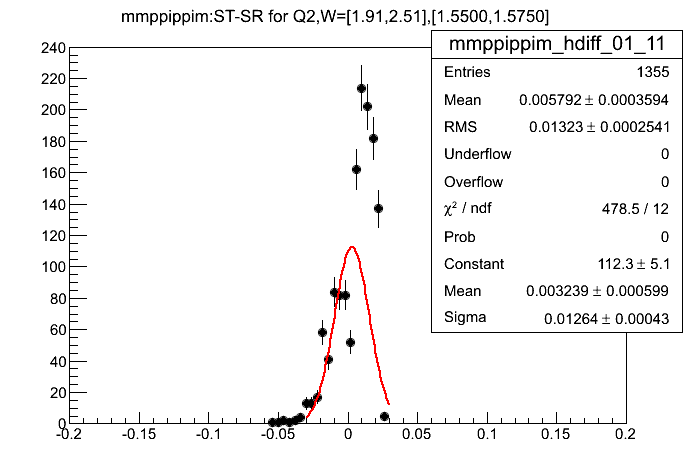 mmppippim:ST-SR for Q2,W=[1.91,2.51],[1.5500,1.5750]
mmppippim_hdiff_01_11
Entries 1355
Mean 0.005792 ± 0.0003594
RMS 0.01323 ± 0.0002541
Underflow 0
Overflow 0
χ² / ndf 478.5 / 12
Prob 0
Constant 112.3 ± 5.1
Mean 0.003239 ± 0.000599
Sigma 0.01264 ± 0.00043
240
220
200
180
160
140
120
100
80
60
40
20
0
-0.2 -0.15 -0.1 -0.05 0 0.05 0.1 0.15 0.2